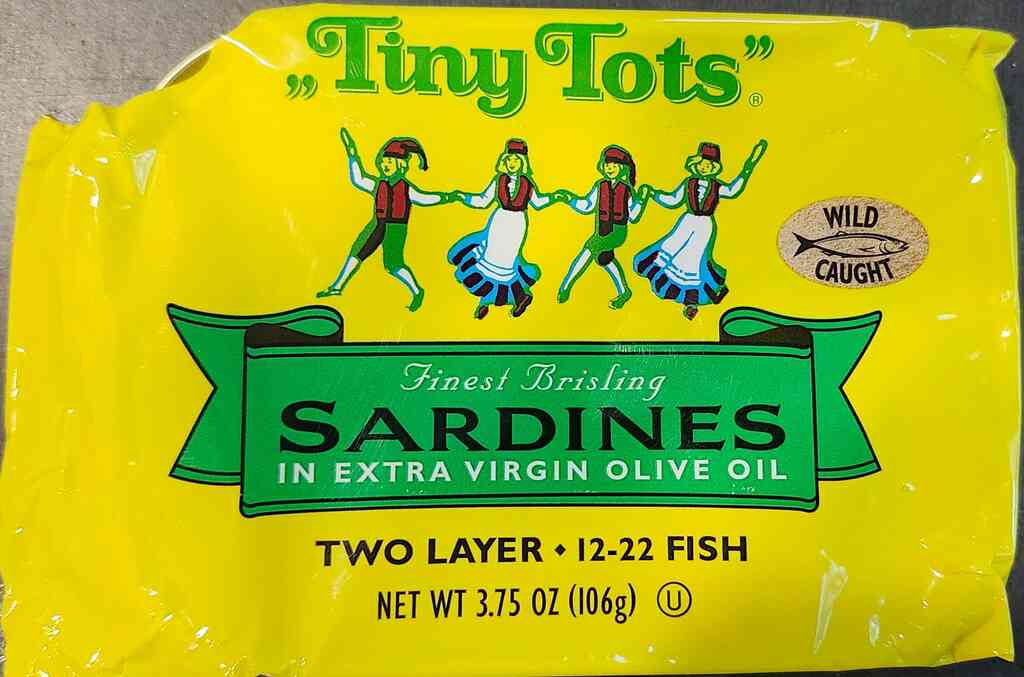 „Tiny Tots”®
WILD
CAUGHT
Finest Brisling
SARDINES
IN EXTRA VIRGIN OLIVE OIL
TWO LAYER • 12-22 FISH
NET WT 3.75 OZ (106g) Ⓤ